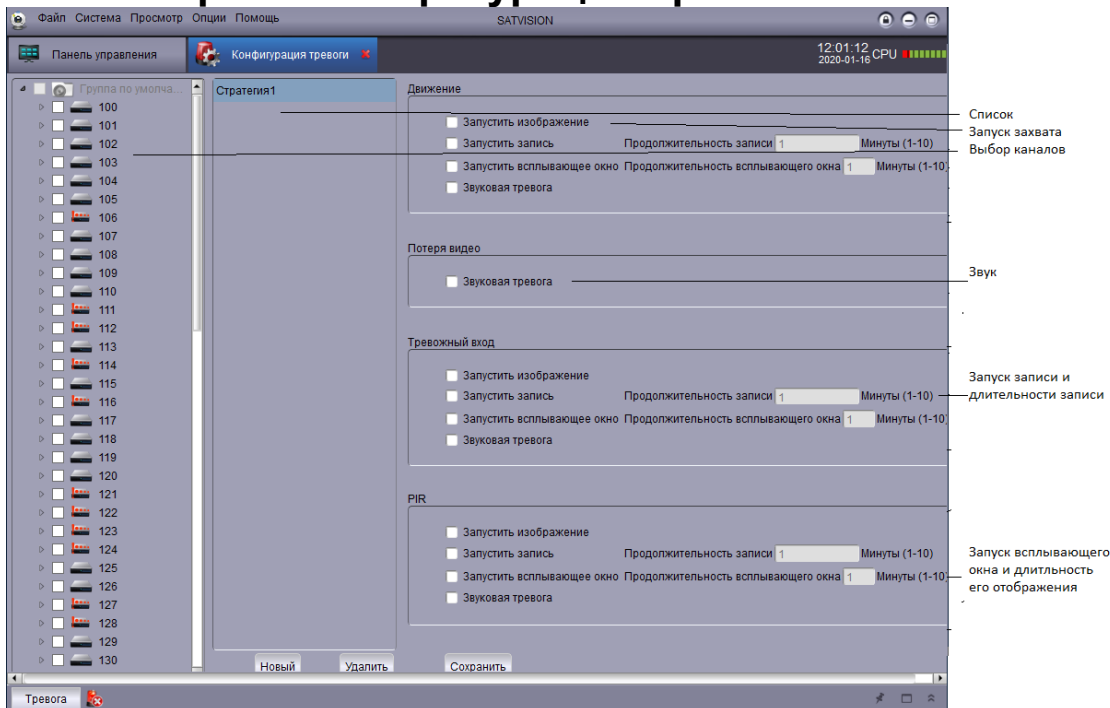 Файл Система Просмотр Опции Помощь SATVISION
Панель управления Конфигурация тревоги 12:01:12 CPU
2020-01-16
Группа по умолча...
100
101
102
103
104
105
106
107
108
109
110
111
112
113
114
115
116
117
118
119
120
121
122
123
124
125
126
127
128
129
130
Стратегия1
Новый Удалить
Движение
Запустить изображение
Запустить запись Продолжительность записи 1 Минуты (1-10)
Запустить всплывающее окно Продолжительность всплывающего окна 1 Минуты (1-10)
Звуковая тревога
Потеря видео
Звуковая тревога
Тревожный вход
Запустить изображение
Запустить запись Продолжительность записи 1 Минуты (1-10)
Запустить всплывающее окно Продолжительность всплывающего окна 1 Минуты (1-10)
Звуковая тревога
PIR
Запустить изображение
Запустить запись Продолжительность записи 1 Минуты (1-10)
Запустить всплывающее окно Продолжительность всплывающего окна 1 Минуты (1-10)
Звуковая тревога
Сохранить
Список
Запуск захвата
Выбор каналов
Звук
Запуск записи и
длительности записи
Запуск всплывающего
окна и длитльность
его отображения
Тревога